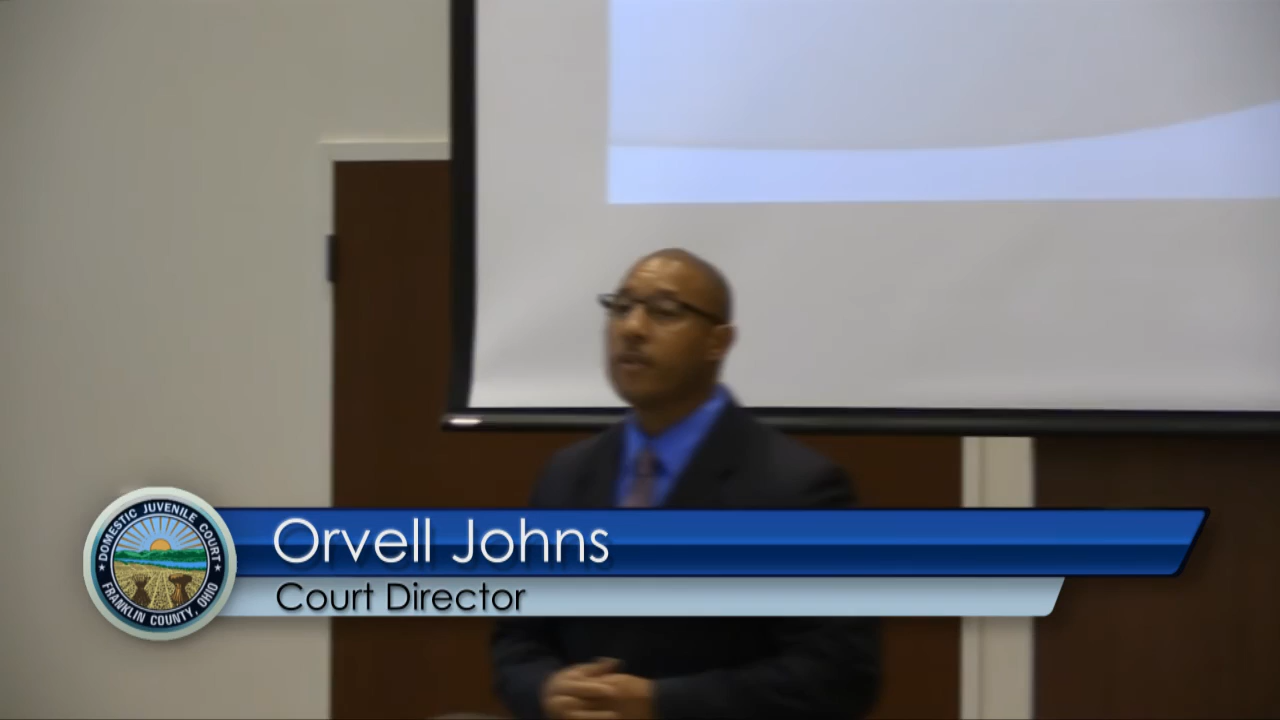 DOMESTIC JUVENILE COURT
FRANKLIN COUNTY, OHIO
Orvell Johns
Court Director